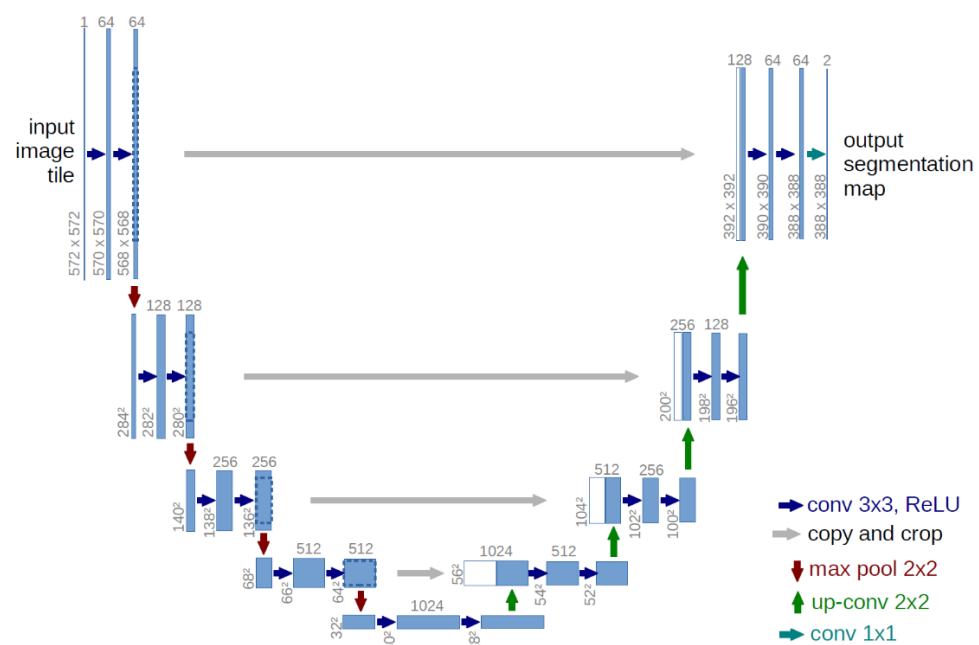 1 64 64
128 64 64 2
input
image
tile
output
segmentation
map
572 x 572
570 x 570
568 x 568
392 x 392
390 x 390
388 x 388
388 x 388
128 128
256 128
284²
282²
280²
200²
198²
196²
256 256
512 256
140²
138²
136²
104²
102²
100²
512 512
1024 512
68²
66²
64²
56²
54²
52²
1024
32²
conv 3x3, ReLU
copy and crop
max pool 2x2
up-conv 2x2
conv 1x1